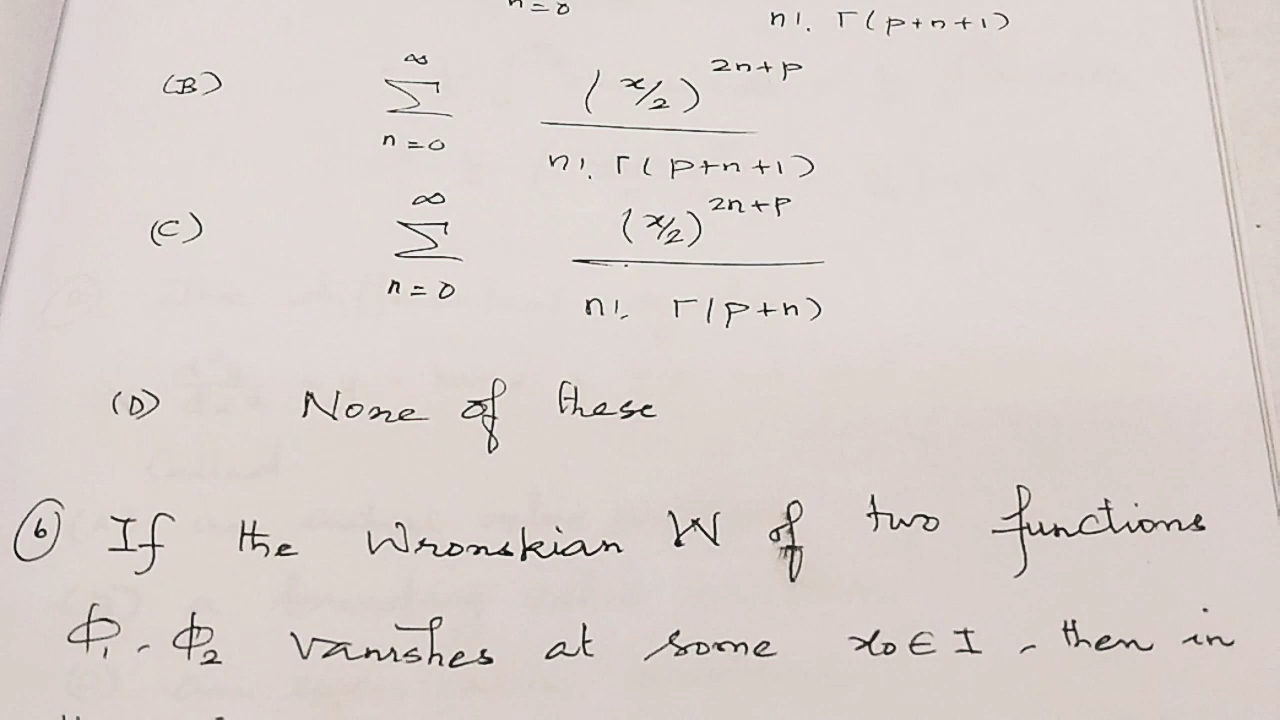 n=0
n!. Γ(p+n+1)
(B) ∞ Σ n=0 (x/2)^2n+p / n!. Γ(p+n+1)
(C) ∞ Σ n=0 (x/2)^2n+p / n!. Γ(p+n)
(D) None of these
⑥ If the Wronskian W of two functions
Φ₁, Φ₂ vanishes at some x₀∈I, then in